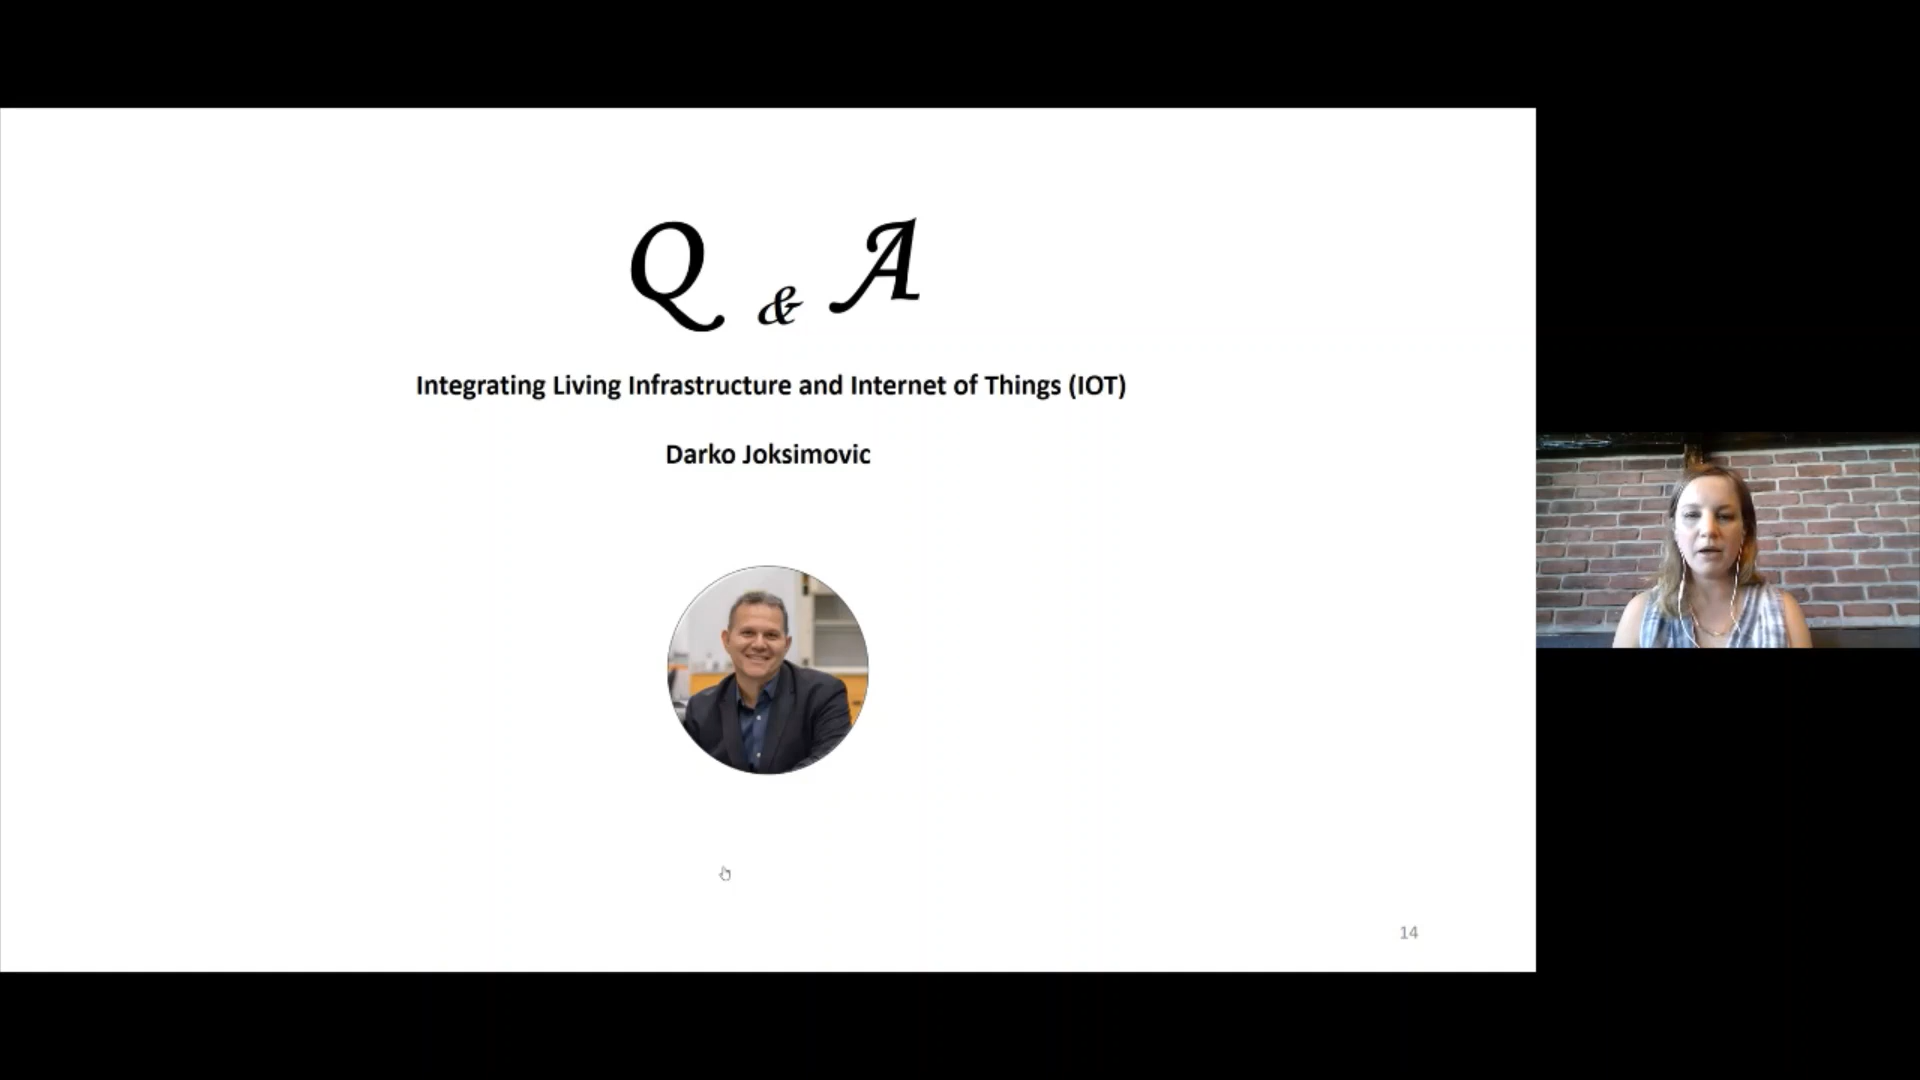 Q & A
Integrating Living Infrastructure and Internet of Things (IOT)
Darko Joksimovic
14